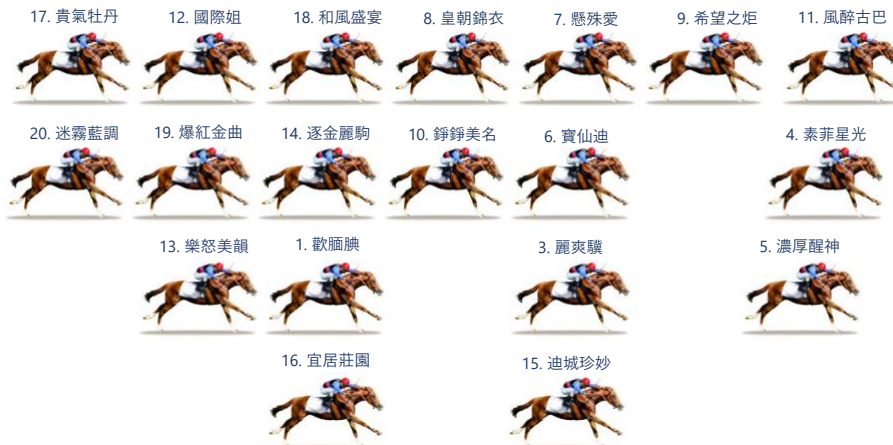 17. 貴氣牡丹
12. 國際姐
18. 和風盛宴
8. 皇朝錦衣
7. 懸殊愛
9. 希望之炬
11. 風醉古巴
20. 迷霧藍調
19. 爆紅金曲
14. 逐金麗駒
10. 錚錚美名
6. 寶仙迪
4. 素菲星光
13. 樂怒美韻
1. 歡腼腆
3. 麗爽驥
5. 濃厚醒神
16. 宜居莊園
15. 迪城珍妙